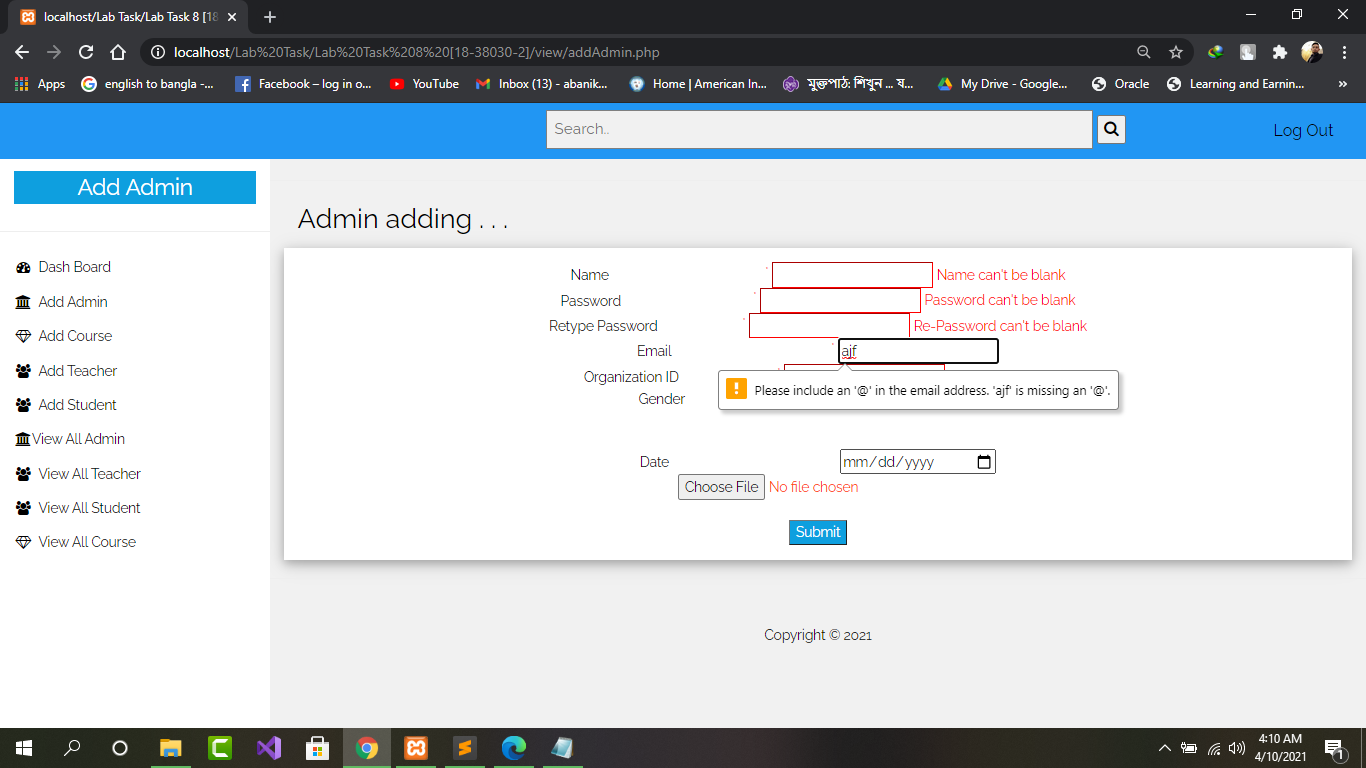 localhost/Lab Task/Lab Task 8 [18
localhost/Lab%20Task/Lab%20Task%208%20[18-38030-2]/view/addAdmin.php
Apps english to bangla -... Facebook – log in o... YouTube Inbox (13) - abanik... Home | American In... মুক্তপাঠ: শিখুন ... য... My Drive - Google... Oracle Learning and Earnin... »
Search.. Log Out
Add Admin
Admin adding . . .
Dash Board
Add Admin
Add Course
Add Teacher
Add Student
View All Admin
View All Teacher
View All Student
View All Course
Name * Name can't be blank
Password * Password can't be blank
Retype Password * Re-Password can't be blank
Email * ajf
Organization ID *
Please include an '@' in the email address. 'ajf' is missing an '@'.
Gender
Date mm/dd/yyyy
Choose File No file chosen
Submit
Copyright © 2021
4:10 AM
4/10/2021
1